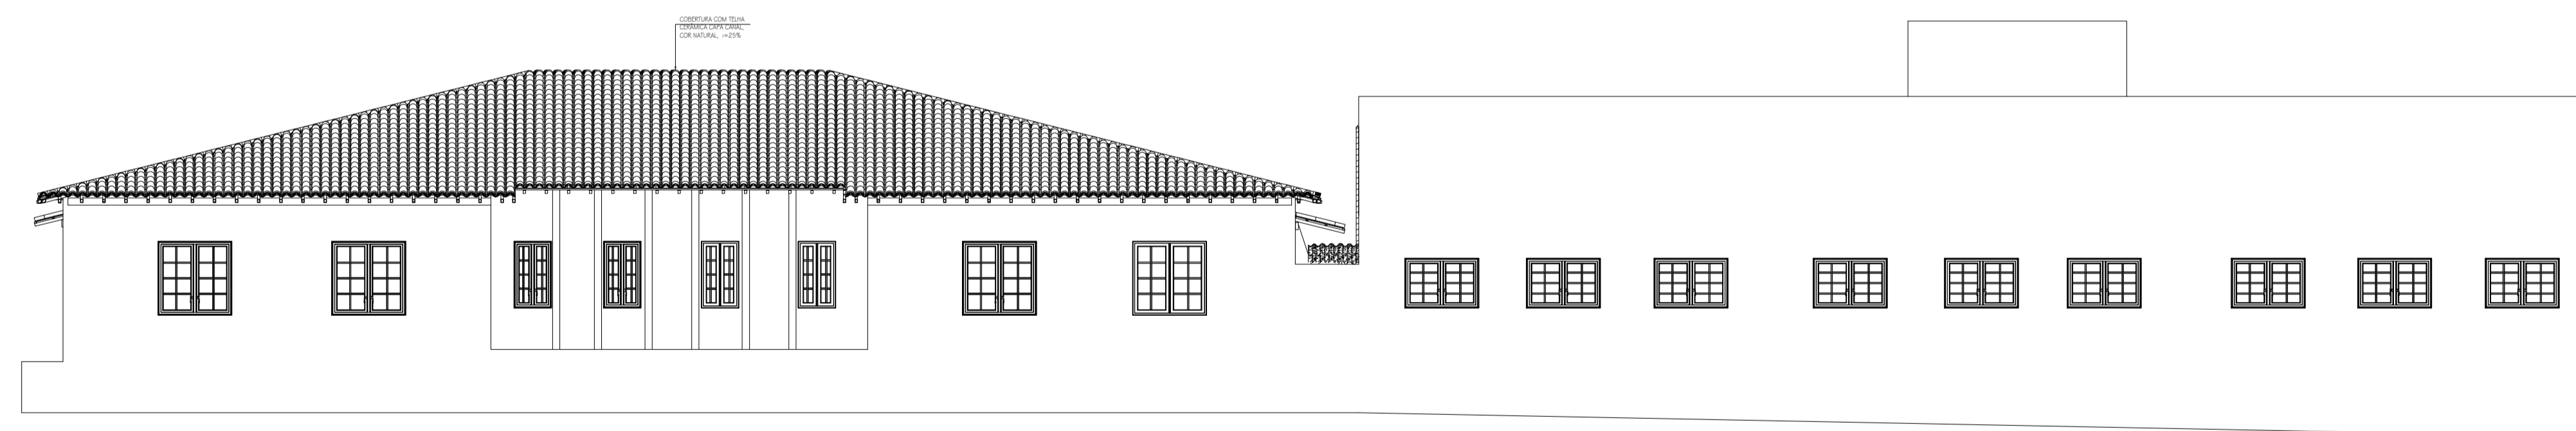 COBERTURA COM TELHA
CERÂMICA CAPA CANAL,
COR NATURAL, i=25%